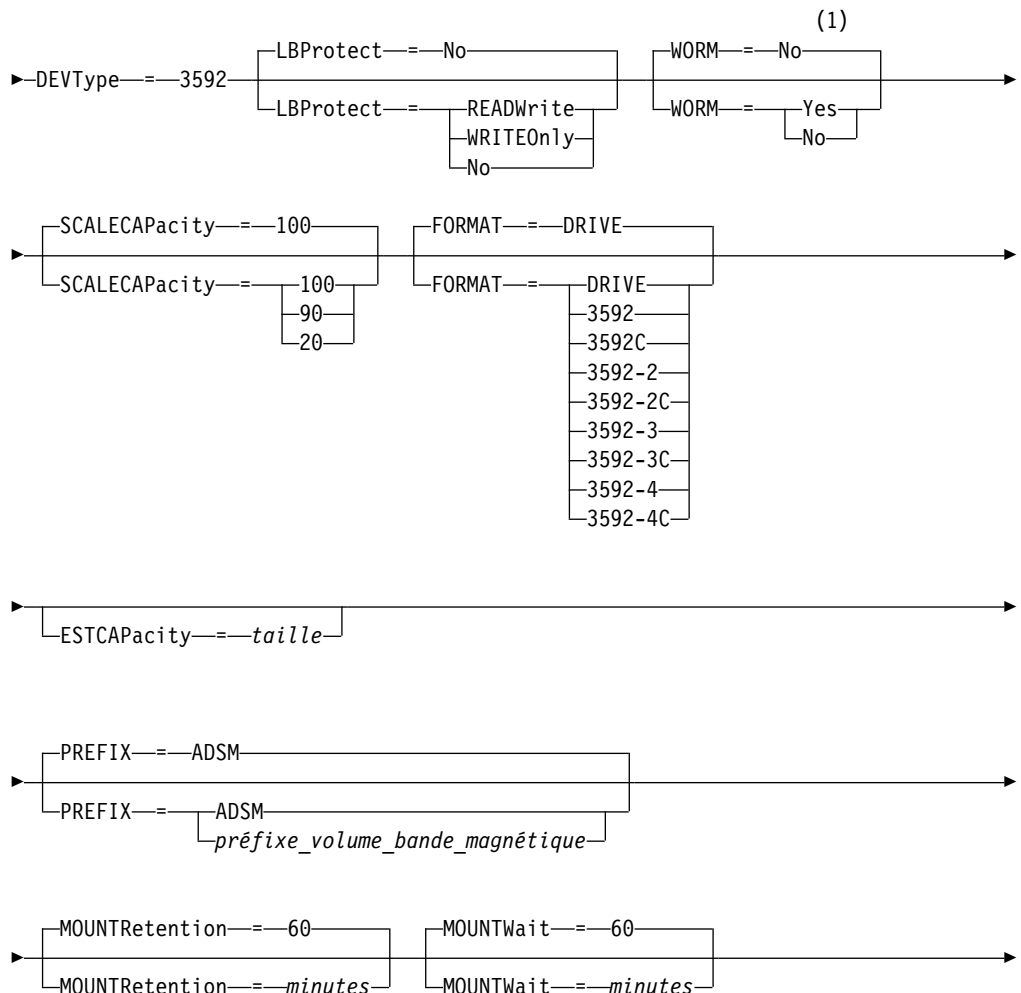 (1)
LBProtect = No WORM = No
DEVType = 3592
LBProtect = READWrite WORM = Yes
WRITEOnly No
No
SCALECAPacity = 100 FORMAT = DRIVE
SCALECAPacity = 100 FORMAT = DRIVE
90 3592
20 3592C
3592-2
3592-2C
3592-3
3592-3C
3592-4
3592-4C
ESTCAPacity = taille
PREFIX = ADSM
PREFIX = ADSM
préfixe_volume_bande_magnétique
MOUNTRetention = 60 MOUNTWait = 60
MOUNTRetention = minutes MOUNTWait = minutes